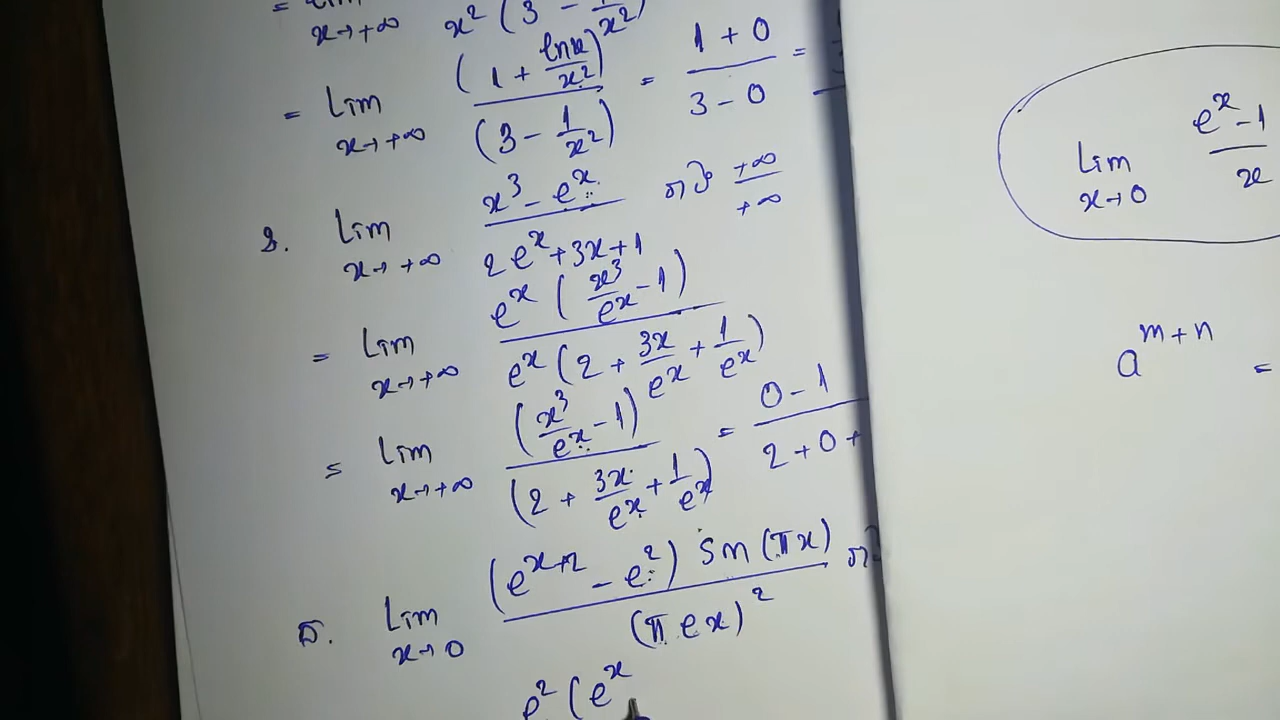 = lim x→+∞ x² (3 - 1/x²)
= lim x→+∞ (1 + lnx/x²) / (3 - 1/x²) = (1 + 0) / (3 - 0) =
lim x→+∞ (x³ - eˣ) / (2eˣ + 3x + 1) +∞/+∞
= lim x→+∞ eˣ (x³/eˣ - 1) / eˣ (2 + 3x/eˣ + 1/eˣ)
= lim x→+∞ (x³/eˣ - 1) / (2 + 3x/eˣ + 1/eˣ) = (0 - 1) / (2 + 0 +
lim x→0 (eˣ⁺² - e²) sin (πx) / (π e x)²
e² (eˣ
lim x→0 (eˣ - 1) / x
aᵐ⁺ⁿ =